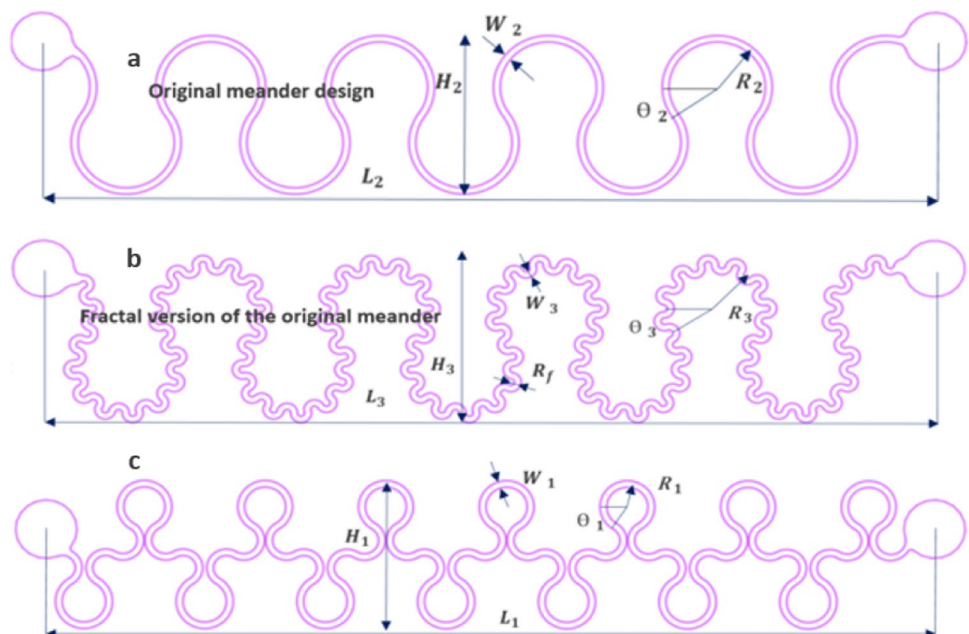 a
W 2
Original meander design
H2
R2
Θ 2
L2
b
Fractal version of the original meander
W 3
Θ 3
R3
H3
Rf
L3
c
W 1
R1
Θ 1
H1
L1